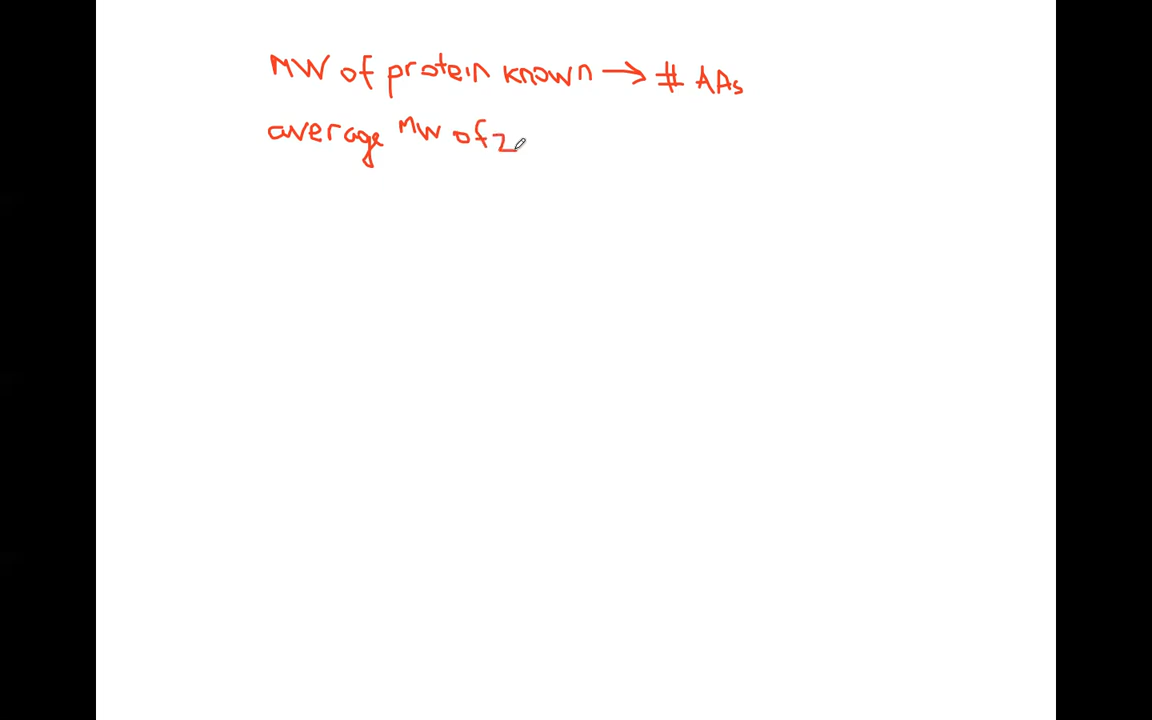 MW of protein known → # AAs
average MW of 2